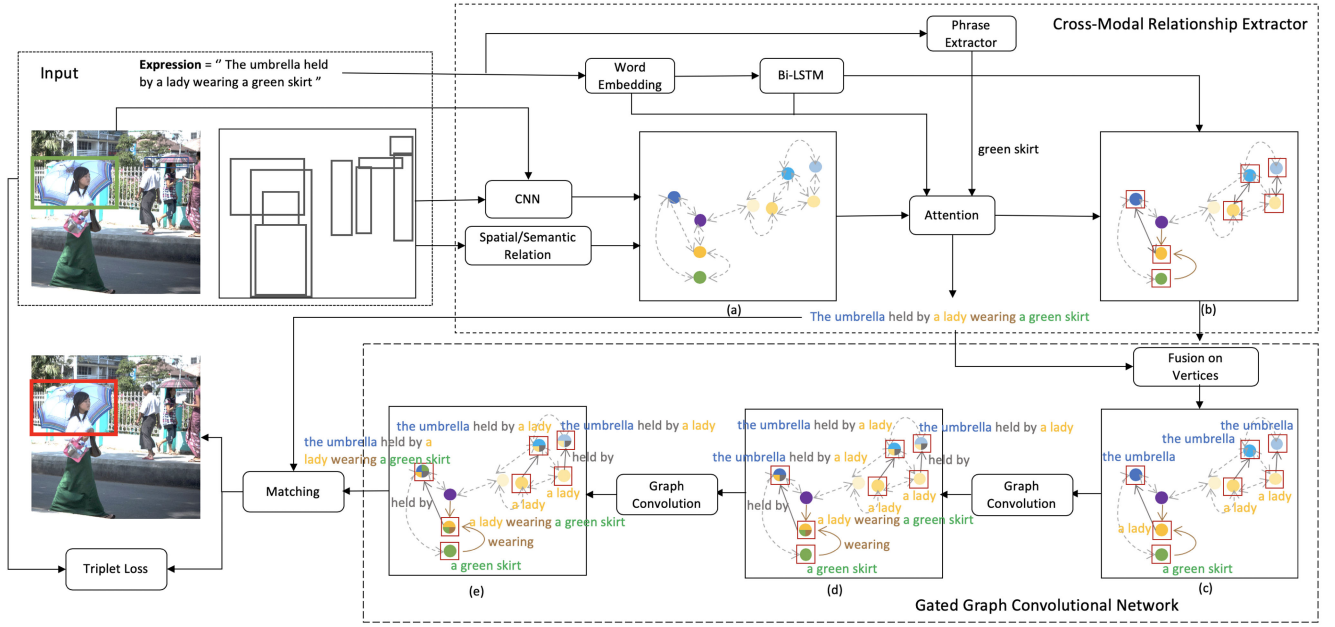 Cross-Modal Relationship Extractor
Phrase
Extractor
Input
Expression = “ The umbrella held
by a lady wearing a green skirt ”
Word
Embedding
Bi-LSTM
green skirt
CNN
Attention
Spatial/Semantic
Relation
(a)
(b)
The umbrella held by a lady wearing a green skirt
Fusion on
Vertices
the umbrella held by a lady
the umbrella held by a lady
the umbrella held by a
lady wearing a green skirt
held by
held by
a lady
a lady
a lady wearing a green skirt
wearing
a green skirt
(e)
Matching
Graph
Convolution
the umbrella held by a lady
the umbrella held by a lady
the umbrella held by a lady
held by
held by
a lady
a lady
a lady wearing a green skirt
wearing
a green skirt
(d)
Graph
Convolution
the umbrella
the umbrella
the umbrella
a lady
a lady
a lady
a green skirt
(c)
Triplet Loss
Gated Graph Convolutional Network